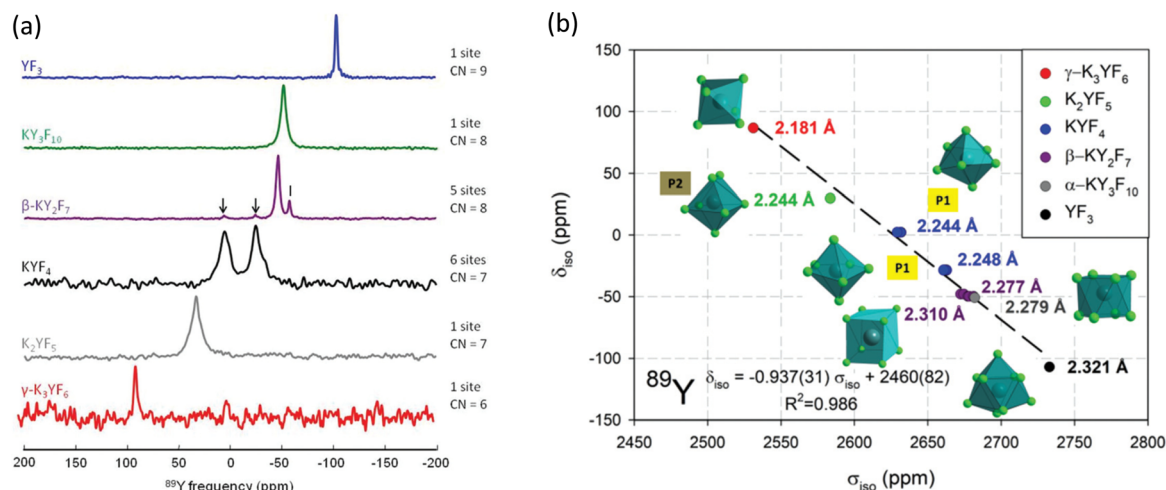 (a)
YF₃
1 site
CN = 9
KY₃F₁₀
1 site
CN = 8
β-KY₂F₇
5 sites
CN = 8
KYF₄
6 sites
CN = 7
K₂YF₅
1 site
CN = 7
γ-K₃YF₆
1 site
CN = 6
200 150 100 50 0 -50 -100 -150 -200
⁸⁹Y frequency (ppm)
(b)
150
100
50
0
-50
-100
-150
δiso (ppm)
γ–K₃YF₆
K₂YF₅
KYF₄
β–KY₂F₇
α–KY₃F₁₀
YF₃
2.181 Å
P2
2.244 Å
P1
2.244 Å
P1
2.248 Å
2.277 Å
2.310 Å
2.279 Å
2.321 Å
⁸⁹Y
δiso = -0.937(31) σiso + 2460(82)
R²=0.986
2450 2500 2550 2600 2650 2700 2750 2800
σiso (ppm)